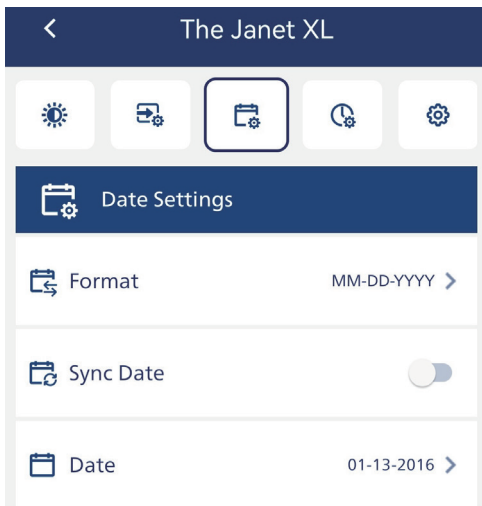 The Janet XL
Date Settings
Format MM-DD-YYYY
Sync Date
Date 01-13-2016